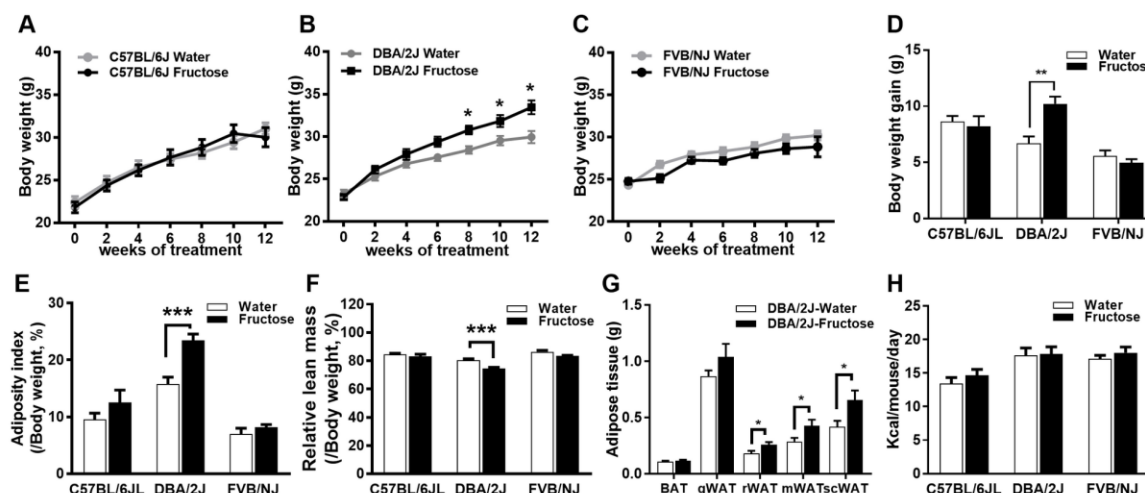 A
C57BL/6J Water
C57BL/6J Fructose
Body weight (g)
40
35
30
25
20
0 2 4 6 8 10 12
weeks of treatment
B
DBA/2J Water
DBA/2J Fructose
Body weight (g)
40
35
30
25
20
* * *
0 2 4 6 8 10 12
weeks of treatment
C
FVB/NJ Water
FVB/NJ Fructose
Body weight (g)
40
35
30
25
20
0 2 4 6 8 10 12
weeks of treatment
D
Water
Fructose
Body weight gain (g)
15
10
5
0
**
C57BL/6JL DBA/2J FVB/NJ
E
Water
Fructose
Adiposity index
(/Body weight, %)
30
20
10
0
***
C57BL/6JL DBA/2J FVB/NJ
F
Water
Fructose
Relative lean mass
(/Body weight, %)
120
100
80
60
40
20
0
***
C57BL/6JL DBA/2J FVB/NJ
G
DBA/2J-Water
DBA/2J-Fructose
Adipose tissue (g)
1.5
1.0
0.5
0.0
* * *
BAT gWAT rWAT mWATscWAT
H
Water
Fructose
Kcal/mouse/day
25
20
15
10
5
0
C57BL/6JL DBA/2J FVB/NJ